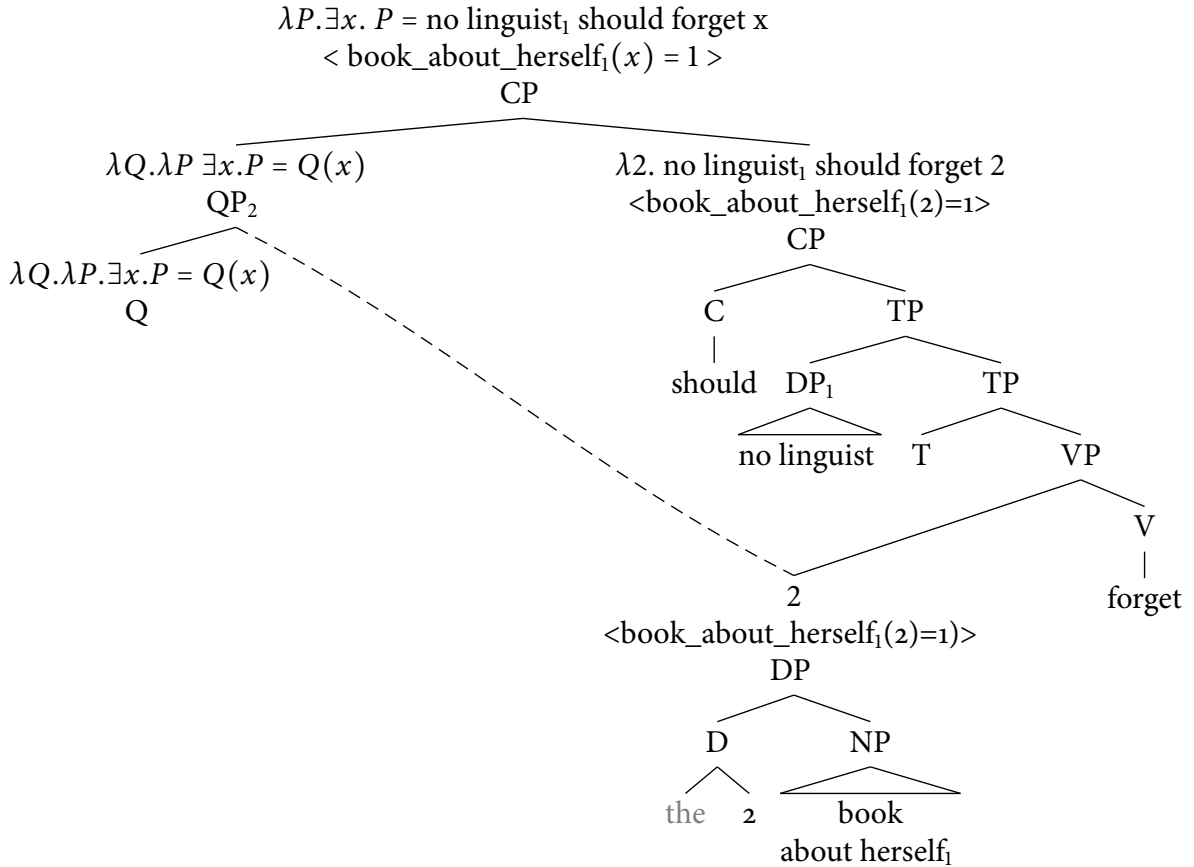 λP.∃x. P = no linguist₁ should forget x
< book_about_herself₁(x) = 1 >
CP
λQ.λP ∃x.P = Q(x)
QP₂
λ2. no linguist₁ should forget 2
<book_about_herself₁(2)=1>
CP
λQ.λP.∃x.P = Q(x)
Q
C
TP
should
DP₁
TP
no linguist
T
VP
V
forget
2
<book_about_herself₁(2)=1)>
DP
D
NP
the
2
book
about herself₁